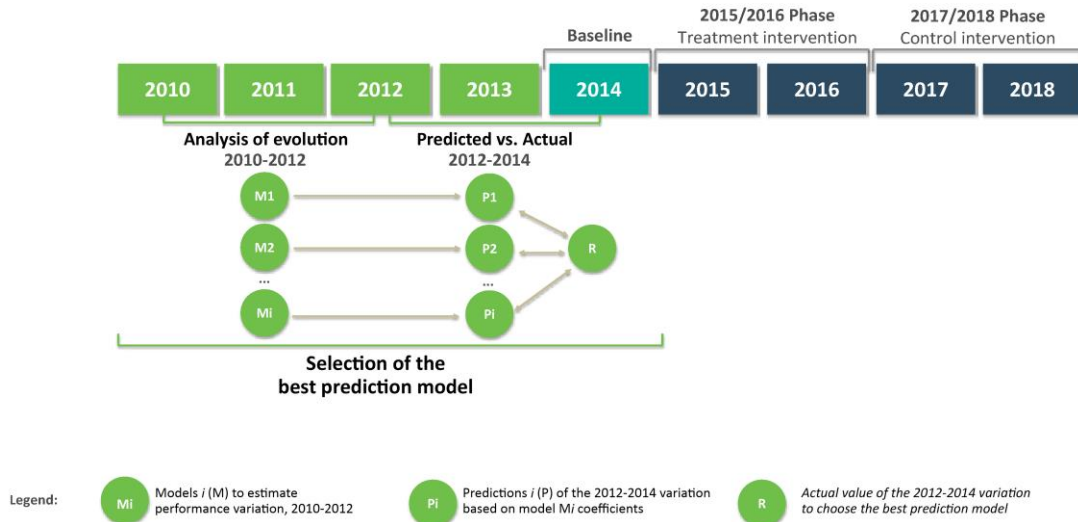 2015/2016 Phase
Treatment intervention
2017/2018 Phase
Control intervention
Baseline
2010
2011
2012
2013
2014
2015
2016
2017
2018
Analysis of evolution
2010-2012
Predicted vs. Actual
2012-2014
M1
P1
M2
P2
R
...
...
Mi
Pi
Selection of the
best prediction model
Legend:
Mi
Models i (M) to estimate
performance variation, 2010-2012
Pi
Predictions i (P) of the 2012-2014 variation
based on model Mi coefficients
R
Actual value of the 2012-2014 variation
to choose the best prediction model